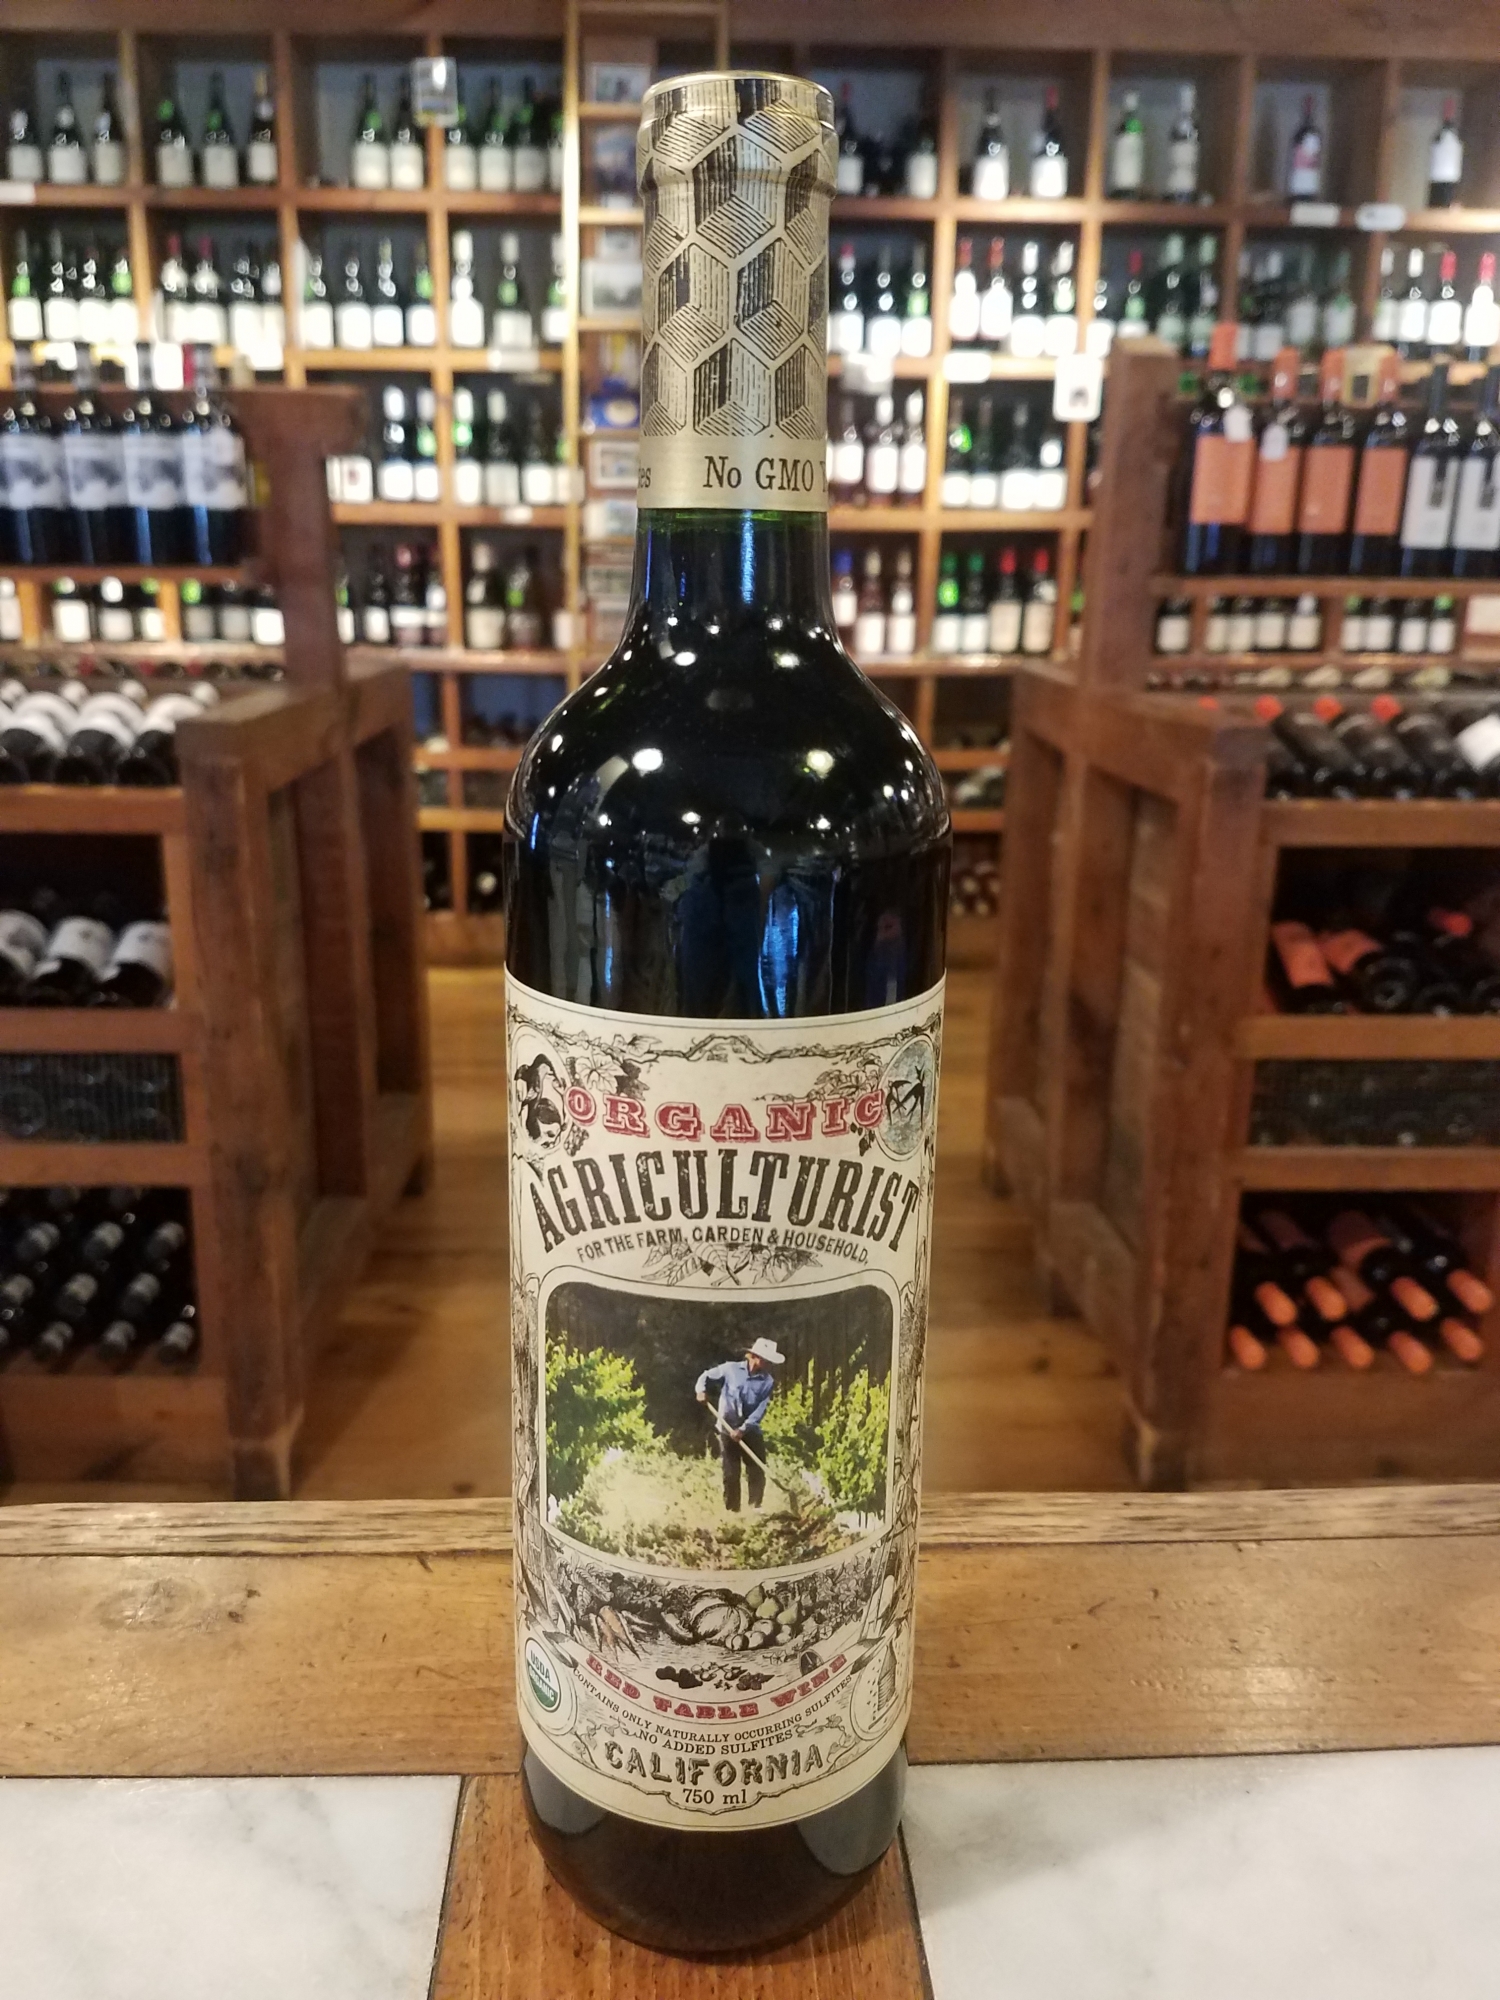 No GMO
ORGANIC
AGRICULTURIST
FOR THE FARM, GARDEN & HOUSEHOLD.
USDA
ORGANIC
RED TABLE WINE
CONTAINS ONLY NATURALLY OCCURRING SULFITES
NO ADDED SULFITES
CALIFORNIA
750 ml